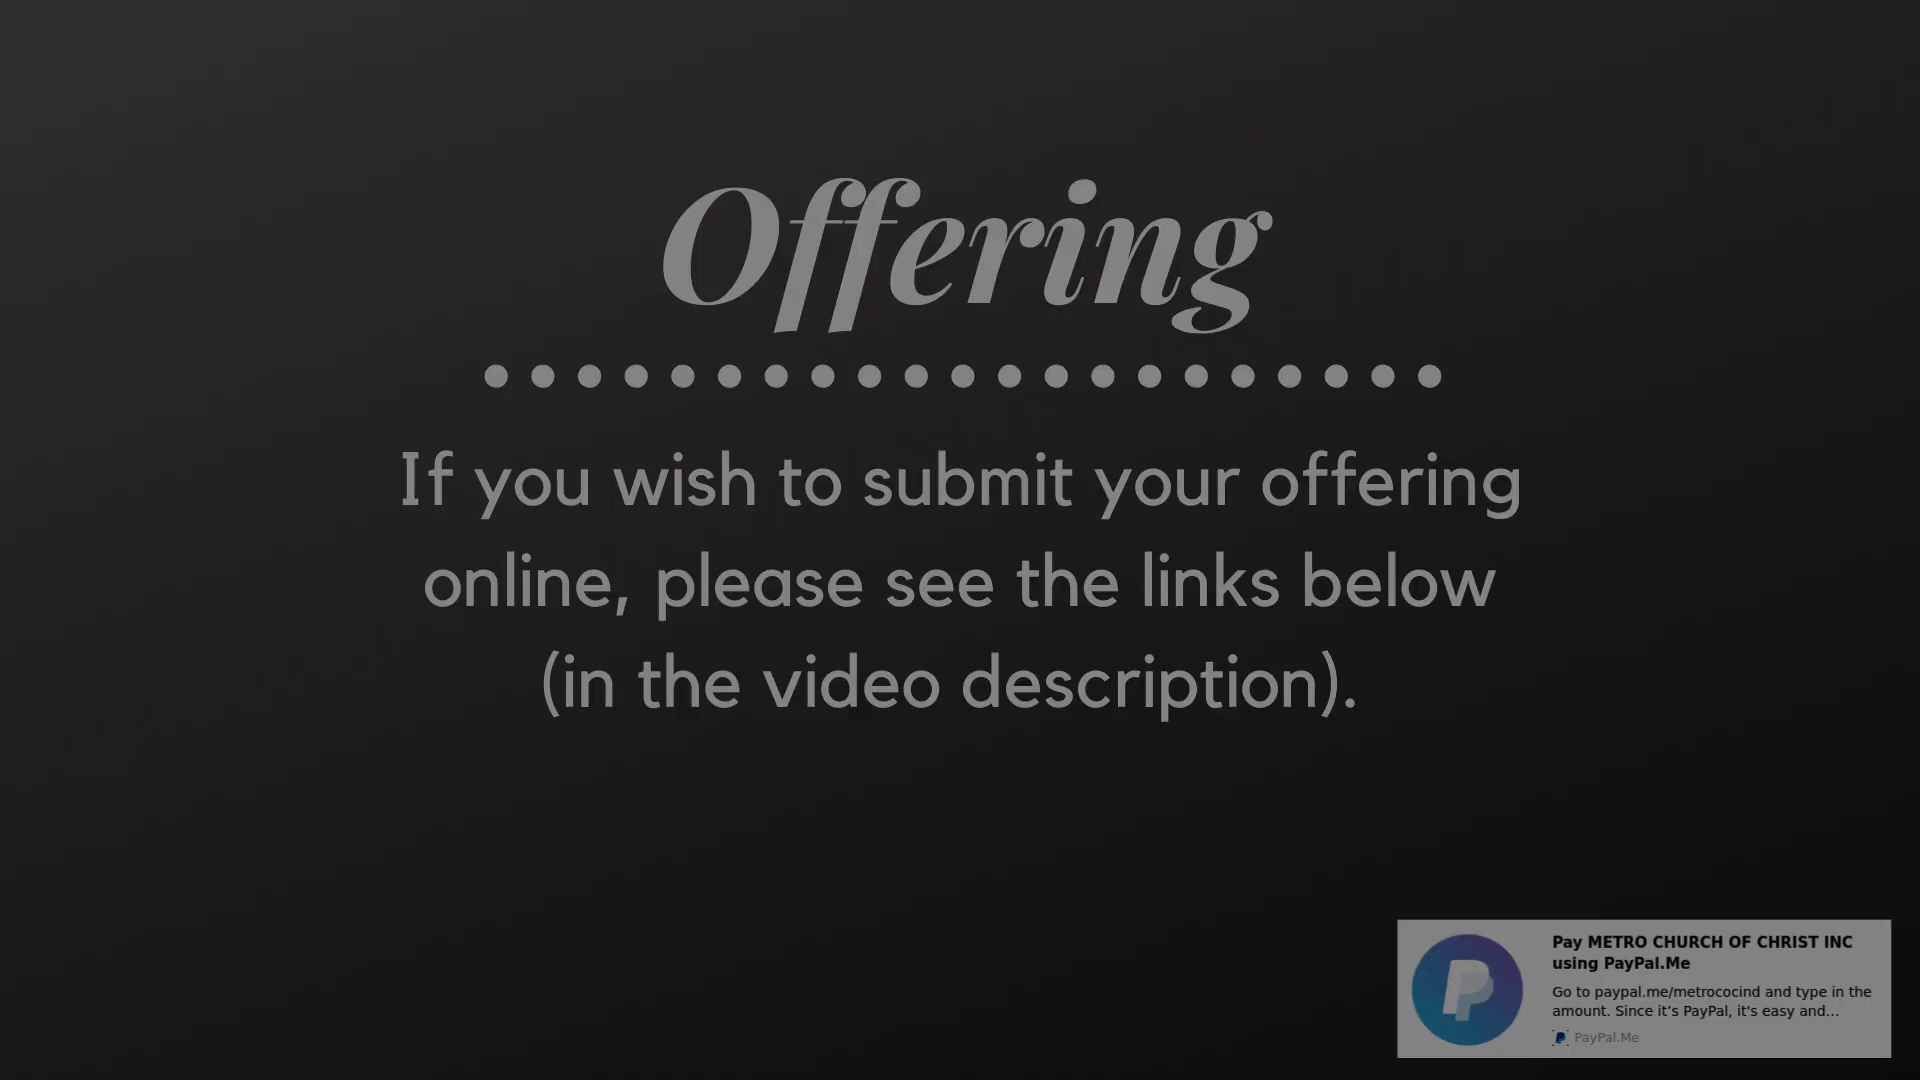 Offering
If you wish to submit your offering
online, please see the links below
(in the video description).
Pay METRO CHURCH OF CHRIST INC
using PayPal.Me
Go to paypal.me/metrococind and type in the
amount. Since it’s PayPal, it's easy and...
PayPal.Me